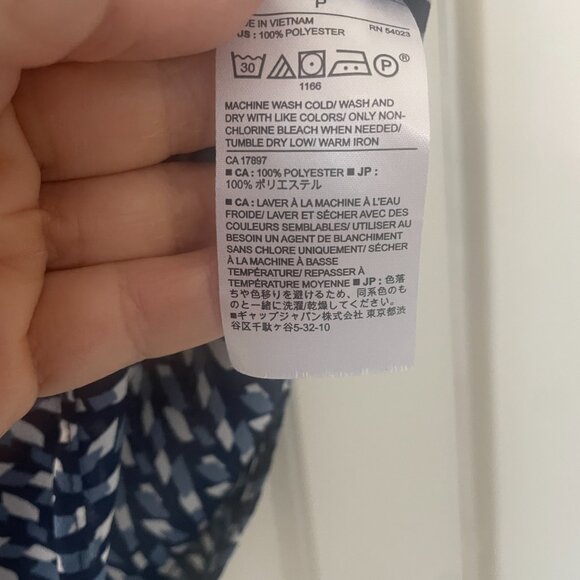 P
DE IN VIETNAM
JS : 100% POLYESTER RN 54023
30 P ®
1166
MACHINE WASH COLD/ WASH AND
DRY WITH LIKE COLORS/ ONLY NON-
CHLORINE BLEACH WHEN NEEDED/
TUMBLE DRY LOW/ WARM IRON
CA 17897
■ CA : 100% POLYESTER ■ JP :
100% ポリエステル
■ CA : LAVER À LA MACHINE À L'EAU
FROIDE/ LAVER ET SÉCHER AVEC DES
COULEURS SEMBLABLES/ UTILISER AU
BESOIN UN AGENT DE BLANCHIMENT
SANS CHLORE UNIQUEMENT/ SÉCHER
À LA MACHINE À BASSE
TEMPÉRATURE/ REPASSER À
TEMPÉRATURE MOYENNE ■ JP : 色落
ちや色移りを避けるため、同系色のも
のと一緒に洗濯/乾燥してください。
■ギャップジャパン株式会社 東京都渋
谷区千駄ヶ谷5-32-10